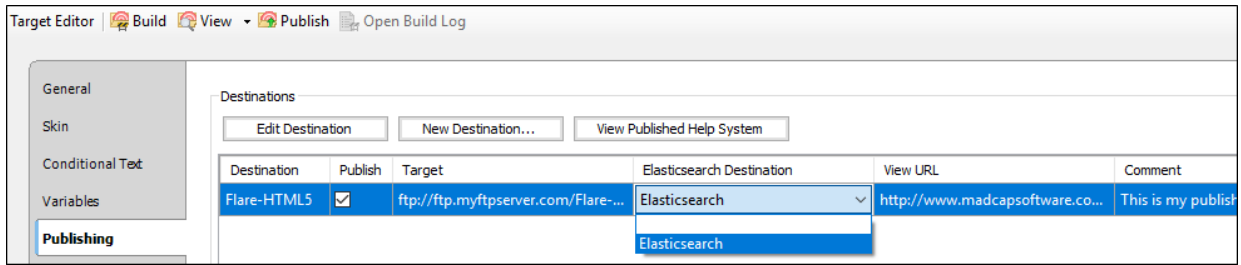 Target Editor Build View Publish Open Build Log
General
Destinations
Skin
Edit Destination New Destination... View Published Help System
Conditional Text
Destination Publish Target Elasticsearch Destination View URL Comment
Variables
Flare-HTML5 ftp://ftp.myftpserver.com/Flare-... Elasticsearch http://www.madcapsoftware.co... This is my publish
Publishing
Elasticsearch